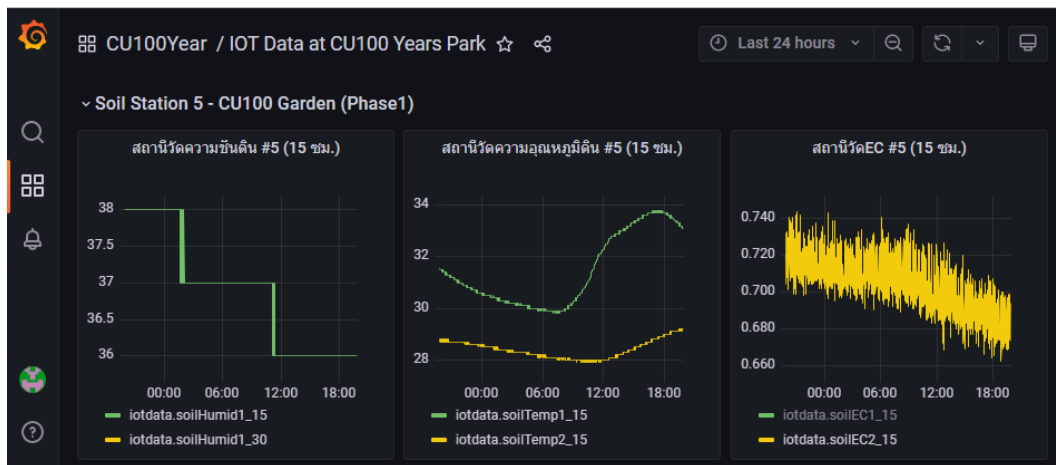 CU100Year / IOT Data at CU100 Years Park
Last 24 hours
Soil Station 5 - CU100 Garden (Phase1)
สถานีวัดความชื้นดิน #5 (15 ซม.)
38
37.5
37
36.5
36
00:00 06:00 12:00 18:00
iotdata.soilHumid1_15
iotdata.soilHumid1_30
สถานีวัดความอุณหภูมิดิน #5 (15 ซม.)
34
32
30
28
00:00 06:00 12:00 18:00
iotdata.soilTemp1_15
iotdata.soilTemp2_15
สถานีวัดEC #5 (15 ซม.)
0.740
0.720
0.700
0.680
0.660
00:00 06:00 12:00 18:00
iotdata.soilEC1_15
iotdata.soilEC2_15